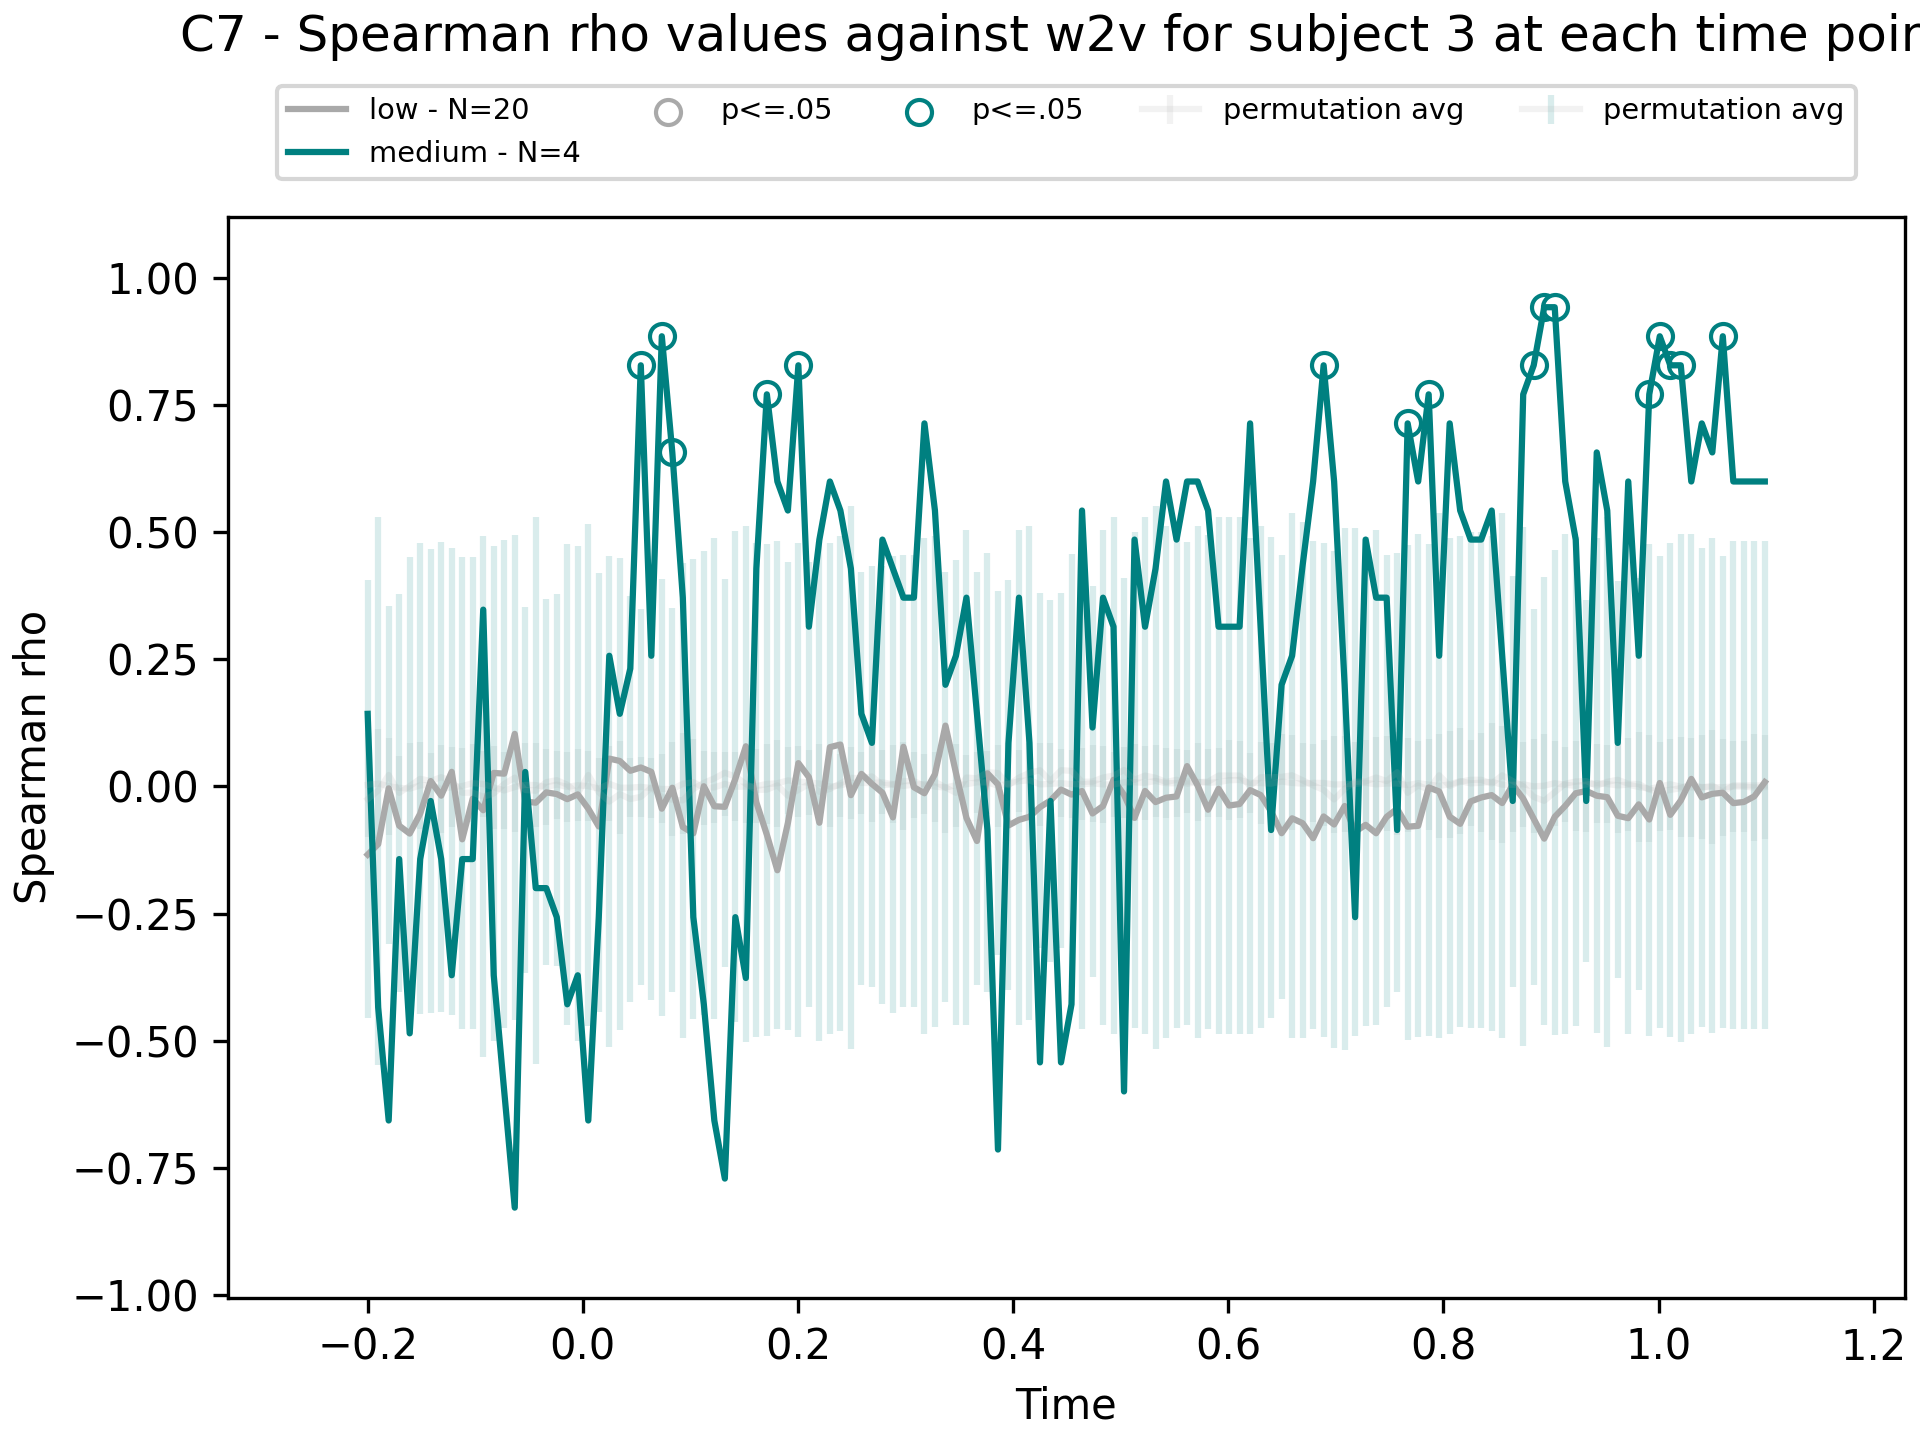 C7 - Spearman rho values against w2v for subject 3 at each time poin
low - N=20
medium - N=4
p<=.05
p<=.05
permutation avg
permutation avg
Spearman rho
1.00
0.75
0.50
0.25
0.00
−0.25
−0.50
−0.75
−1.00
−0.2 0.0 0.2 0.4 0.6 0.8 1.0 1.2
Time